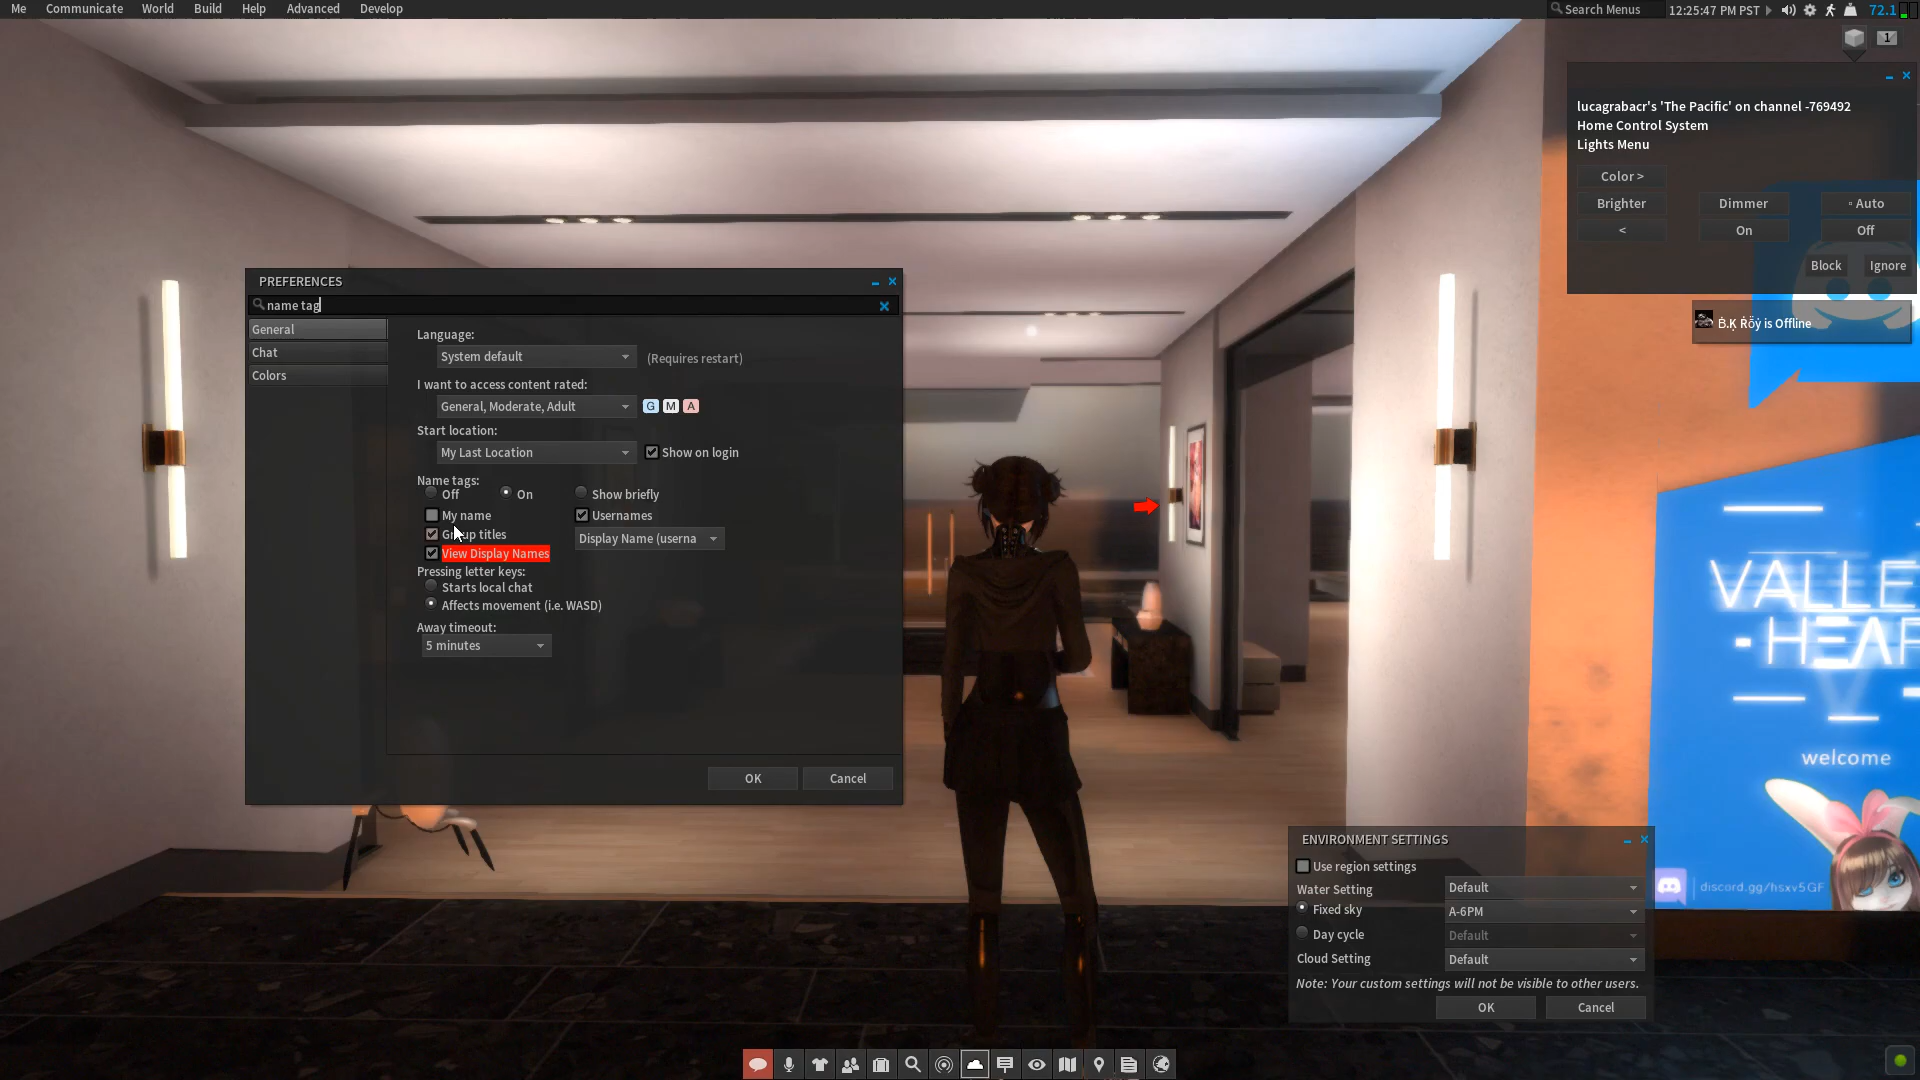 Me Communicate World Build Help Advanced Develop
Search Menus 12:25:47 PM PST 72.1
1
lucagrabacr's 'The Pacific' on channel -769492
Home Control System
Lights Menu
Color >
Brighter Dimmer Auto
< On Off
Block Ignore
Ḃ.Ḳ Ṙőẏ is Offline
PREFERENCES
name tag
General
Chat
Colors
Language:
System default (Requires restart)
I want to access content rated:
General, Moderate, Adult G M A
Start location:
My Last Location Show on login
Name tags:
Off On Show briefly
My name Usernames
Group titles Display Name (userna
View Display Names
Pressing letter keys:
Starts local chat
Affects movement (i.e. WASD)
Away timeout:
5 minutes
OK Cancel
VALLE
HEAR
welcome
discord.gg/hsxv5GF
ENVIRONMENT SETTINGS
Use region settings
Water Setting Default
Fixed sky A-6PM
Day cycle Default
Cloud Setting Default
Note: Your custom settings will not be visible to other users.
OK Cancel